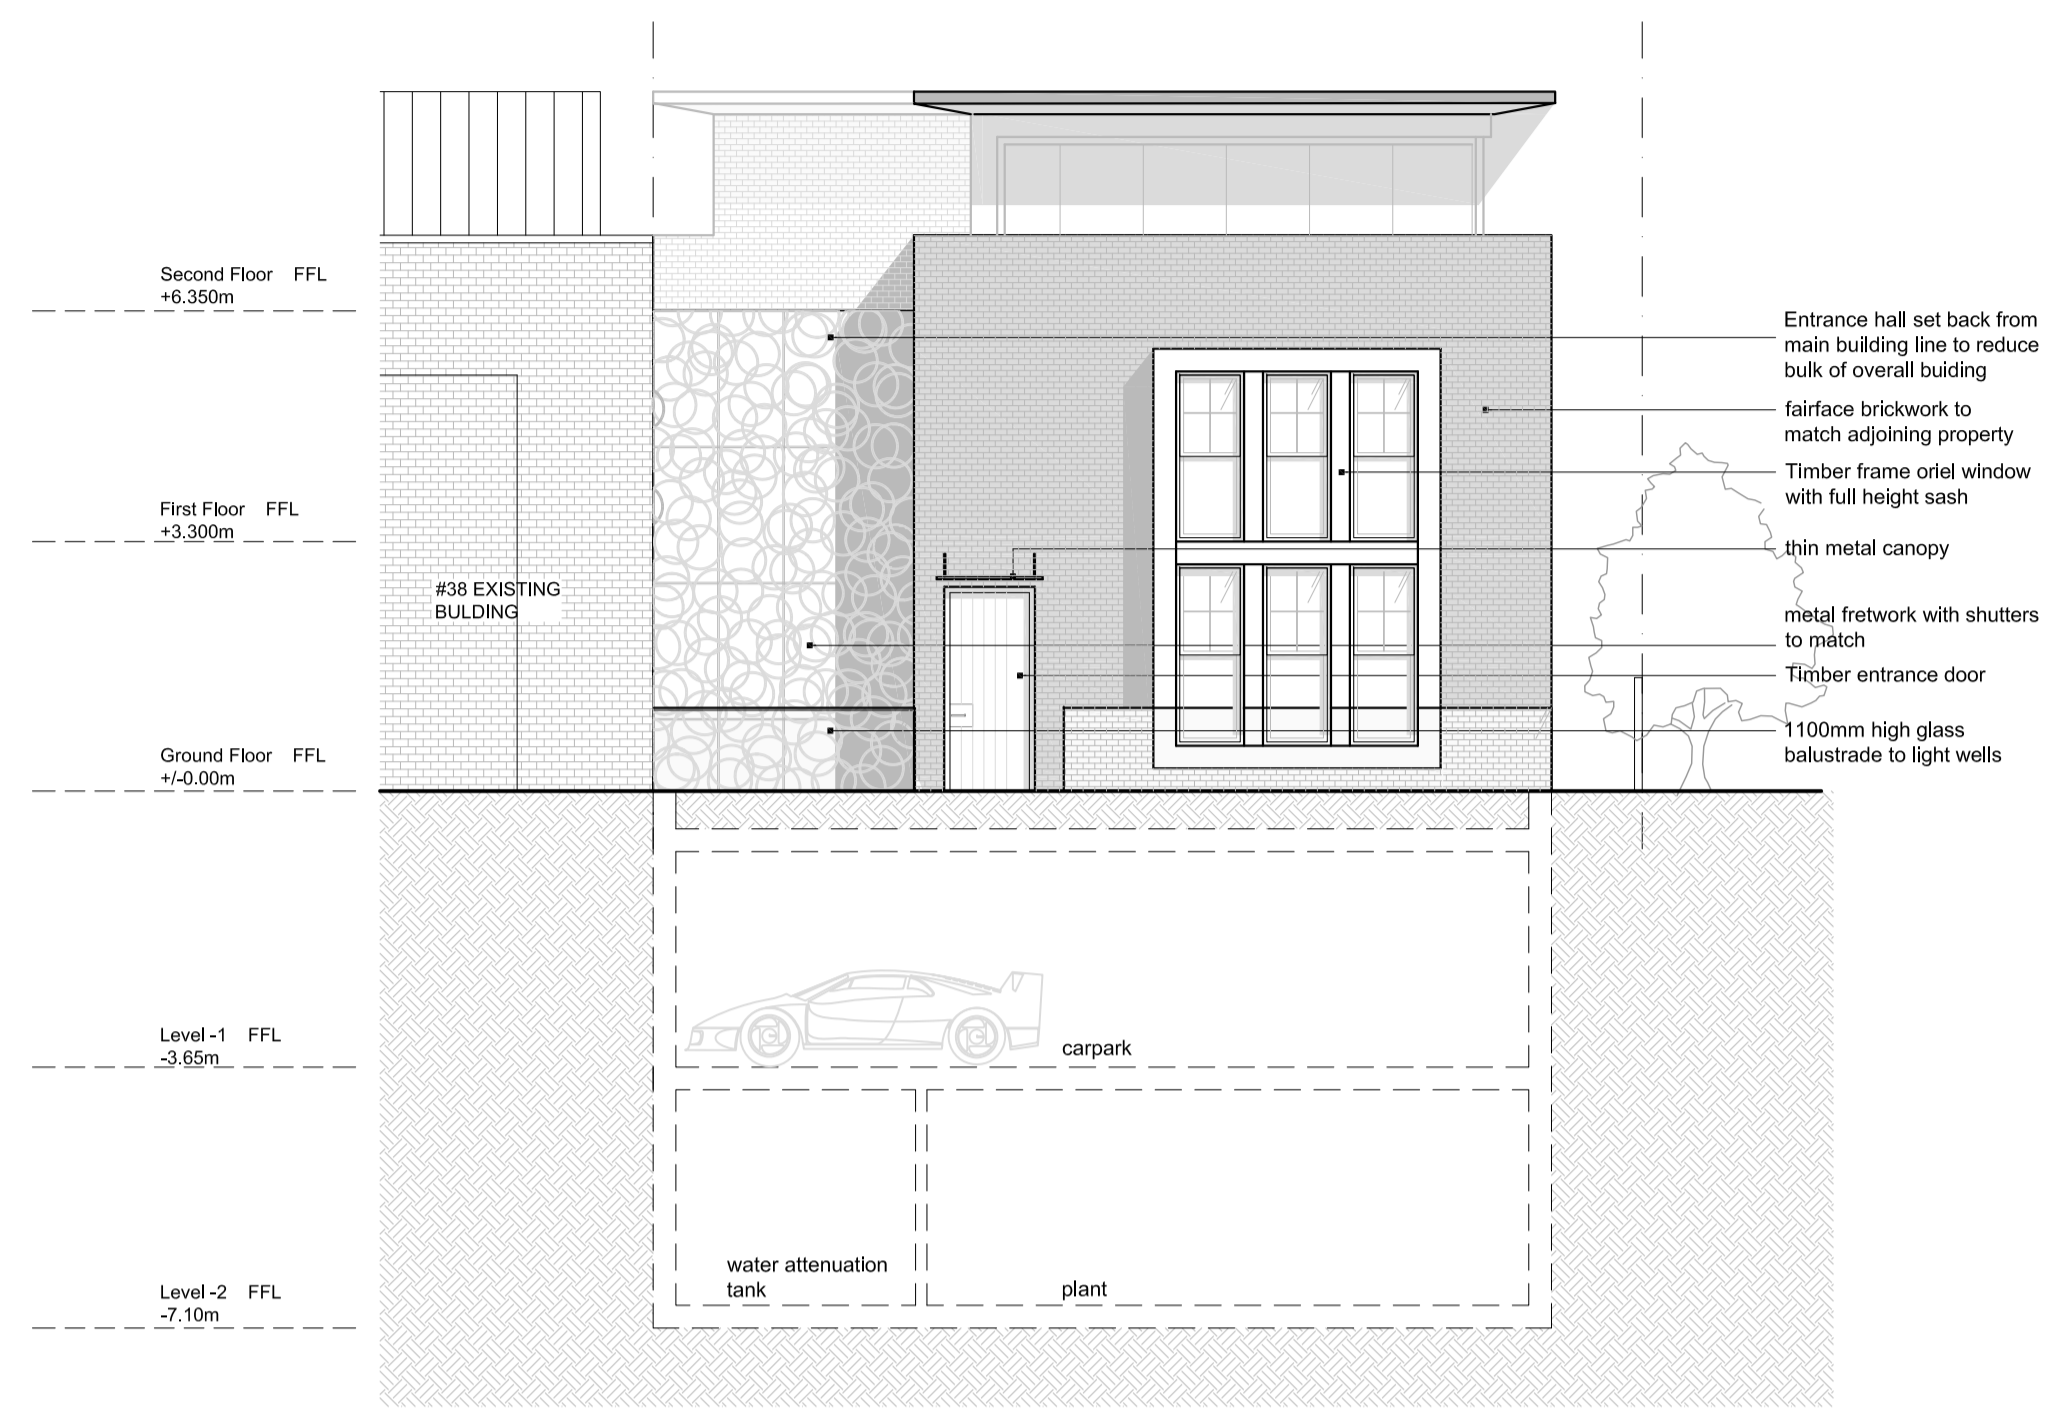 Second Floor FFL
+6.350m
First Floor FFL
+3.300m
Ground Floor FFL
+/-0.00m
Level -1 FFL
-3.65m
Level -2 FFL
-7.10m
#38 EXISTING
BULDING
carpark
water attenuation
tank
plant
Entrance hall set back from
main building line to reduce
bulk of overall buiding
fairface brickwork to
match adjoining property
Timber frame oriel window
with full height sash
thin metal canopy
metal fretwork with shutters
to match
Timber entrance door
1100mm high glass
balustrade to light wells